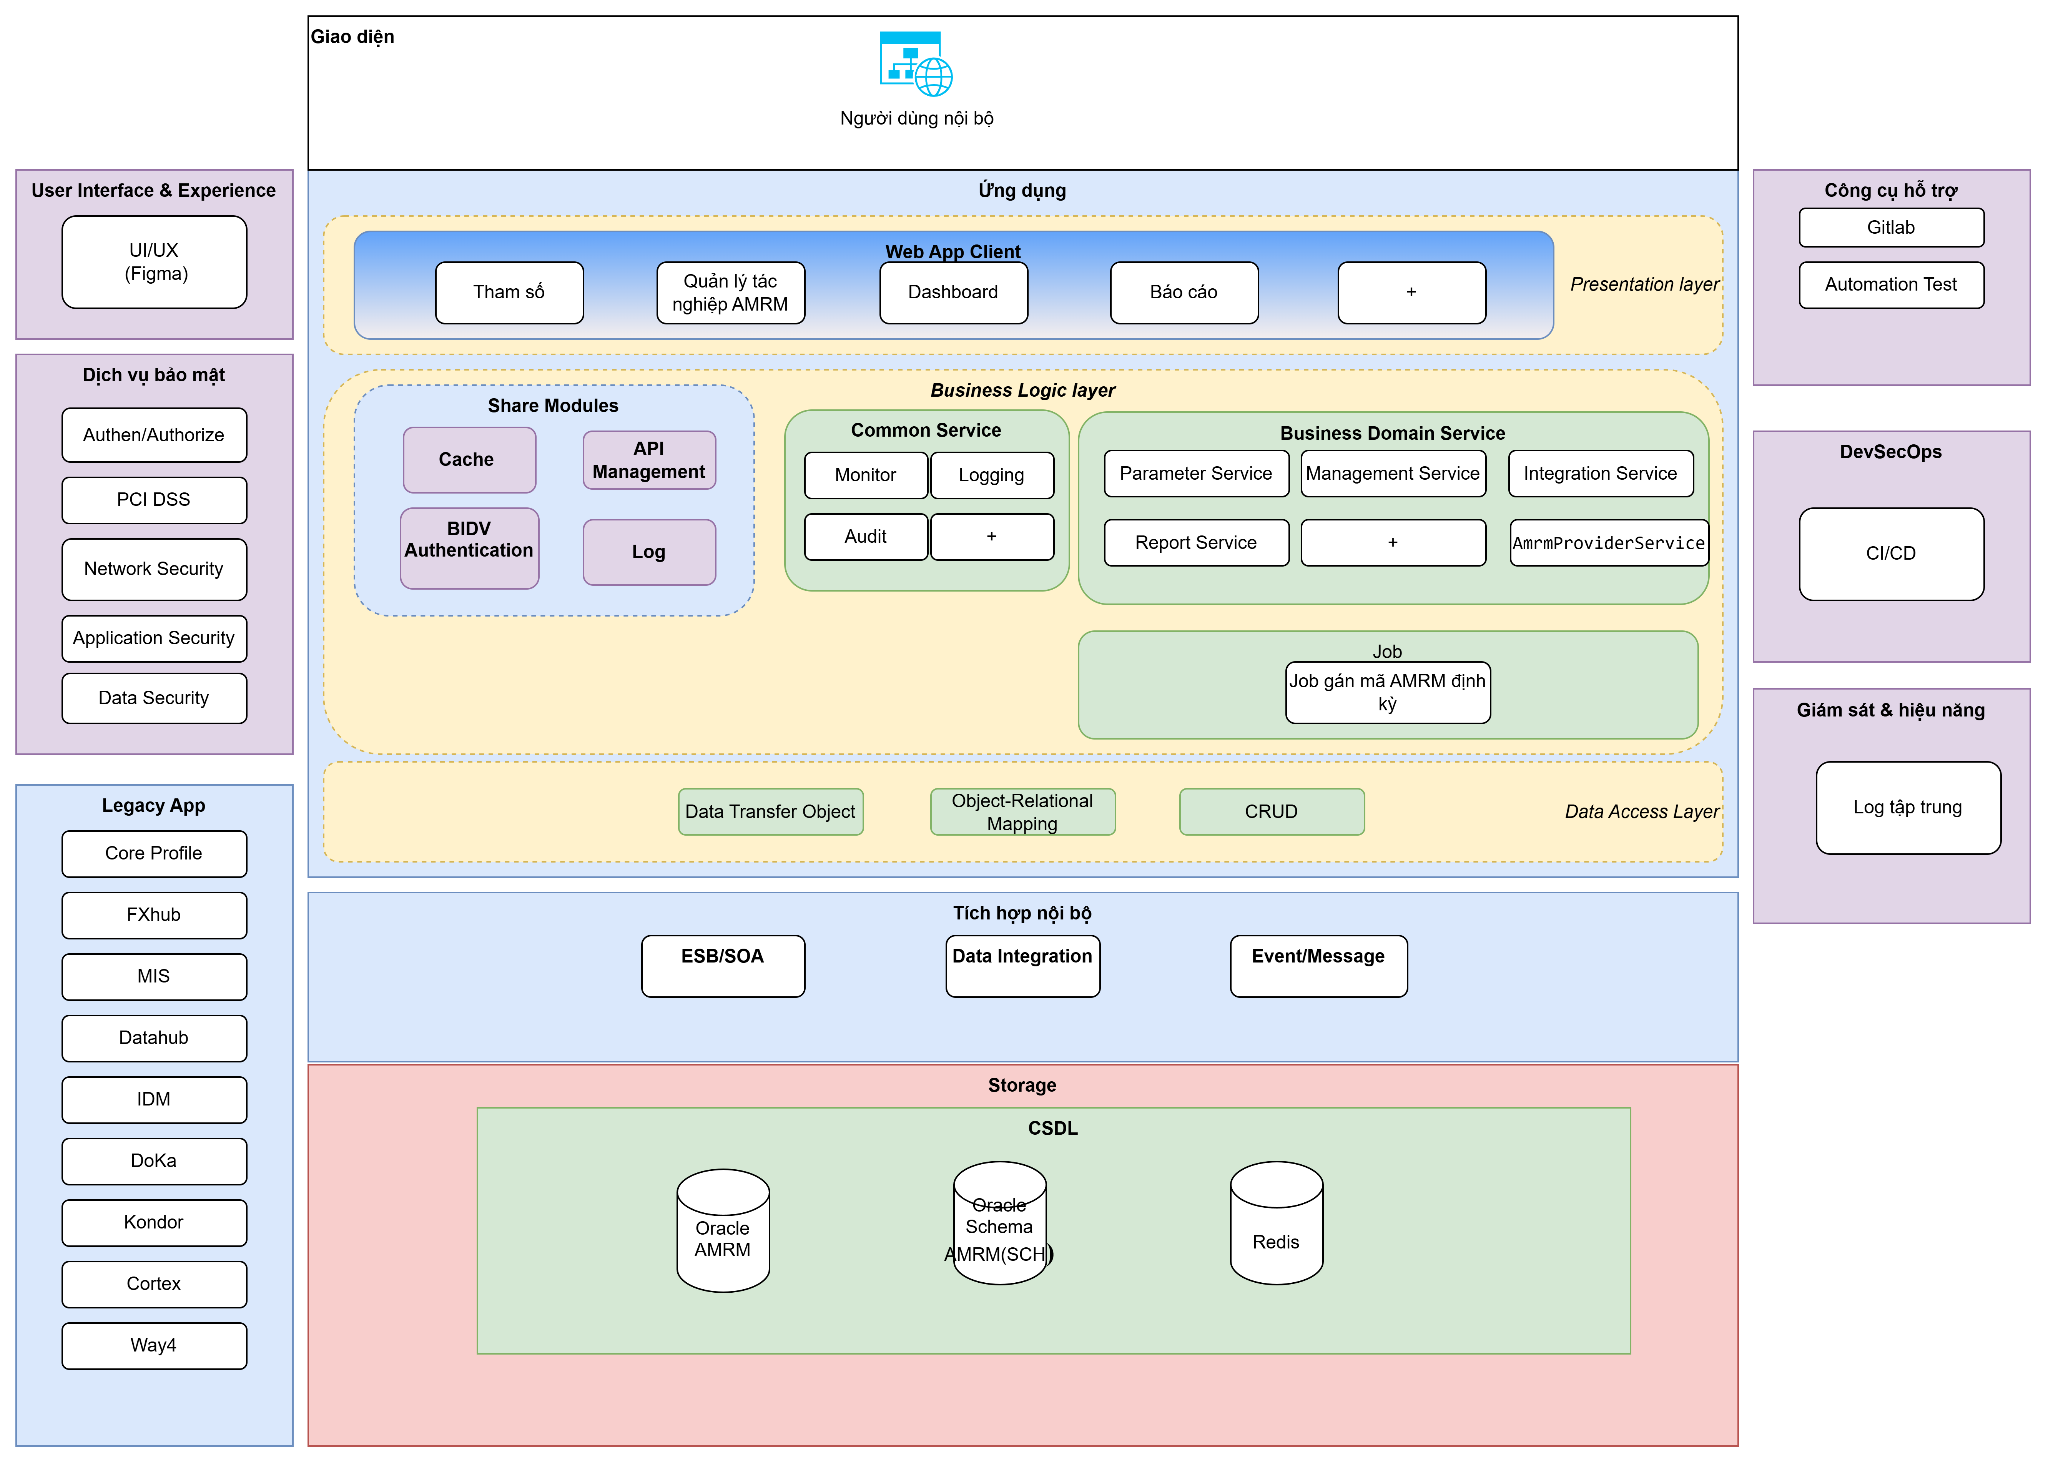 Giao diện
Người dùng nội bộ
User Interface & Experience
UI/UX
(Figma)
Dịch vụ bảo mật
Authen/Authorize
PCI DSS
Network Security
Application Security
Data Security
Legacy App
Core Profile
FXhub
MIS
Datahub
IDM
DoKa
Kondor
Cortex
Way4
Ứng dụng
Web App Client
Tham số
Quản lý tác
nghiệp AMRM
Dashboard
Báo cáo
+
Presentation layer
Business Logic layer
Share Modules
Cache
API
Management
BIDV
Authentication
Log
Common Service
Monitor
Logging
Audit
+
Business Domain Service
Parameter Service
Management Service
Integration Service
Report Service
+
AmrmProviderService
Job
Job gán mã AMRM định
kỳ
Data Transfer Object
Object-Relational
Mapping
CRUD
Data Access Layer
Tích hợp nội bộ
ESB/SOA
Data Integration
Event/Message
Storage
CSDL
Oracle
AMRM
Oracle
Schema
AMRM(SCH)
Redis
Công cụ hỗ trợ
Gitlab
Automation Test
DevSecOps
CI/CD
Giám sát & hiệu năng
Log tập trung